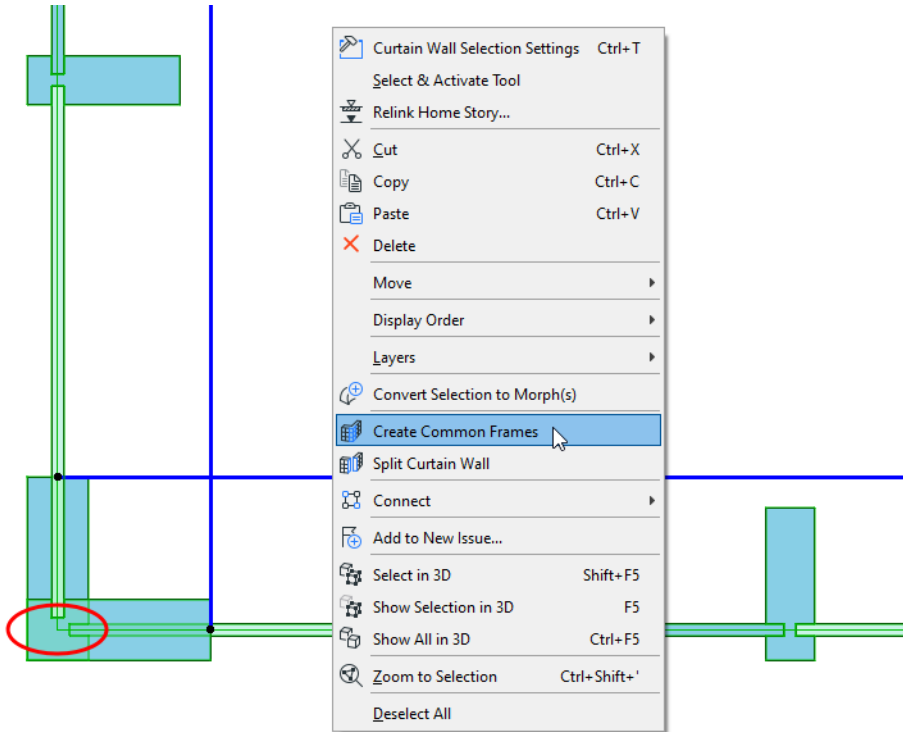 Curtain Wall Selection Settings Ctrl+T
Select & Activate Tool
Relink Home Story...
Cut Ctrl+X
Copy Ctrl+C
Paste Ctrl+V
Delete
Move
Display Order
Layers
Convert Selection to Morph(s)
Create Common Frames
Split Curtain Wall
Connect
Add to New Issue...
Select in 3D Shift+F5
Show Selection in 3D F5
Show All in 3D Ctrl+F5
Zoom to Selection Ctrl+Shift+'
Deselect All